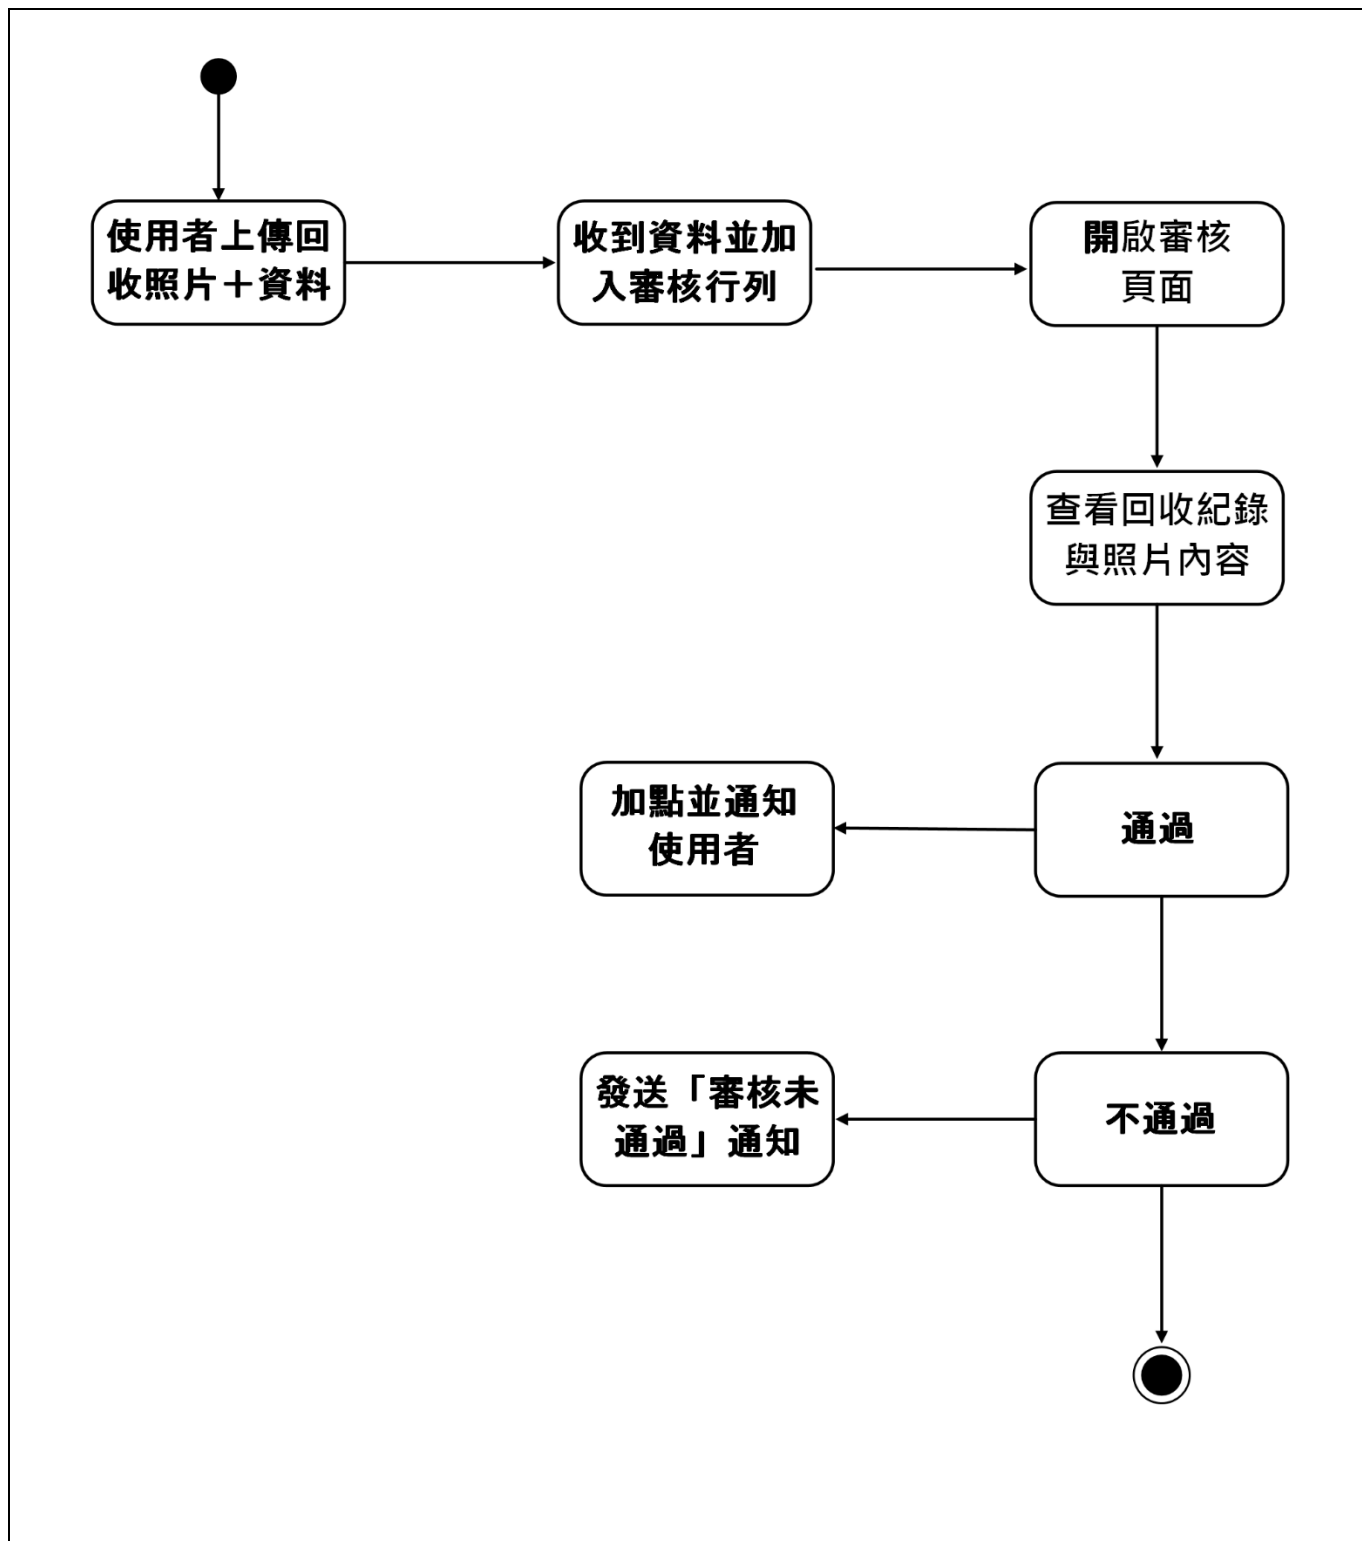 使用者上傳回
收照片＋資料
收到資料並加
入審核行列
開啟審核
頁面
查看回收紀錄
與照片內容
通過
加點並通知
使用者
不通過
發送「審核未
通過」通知